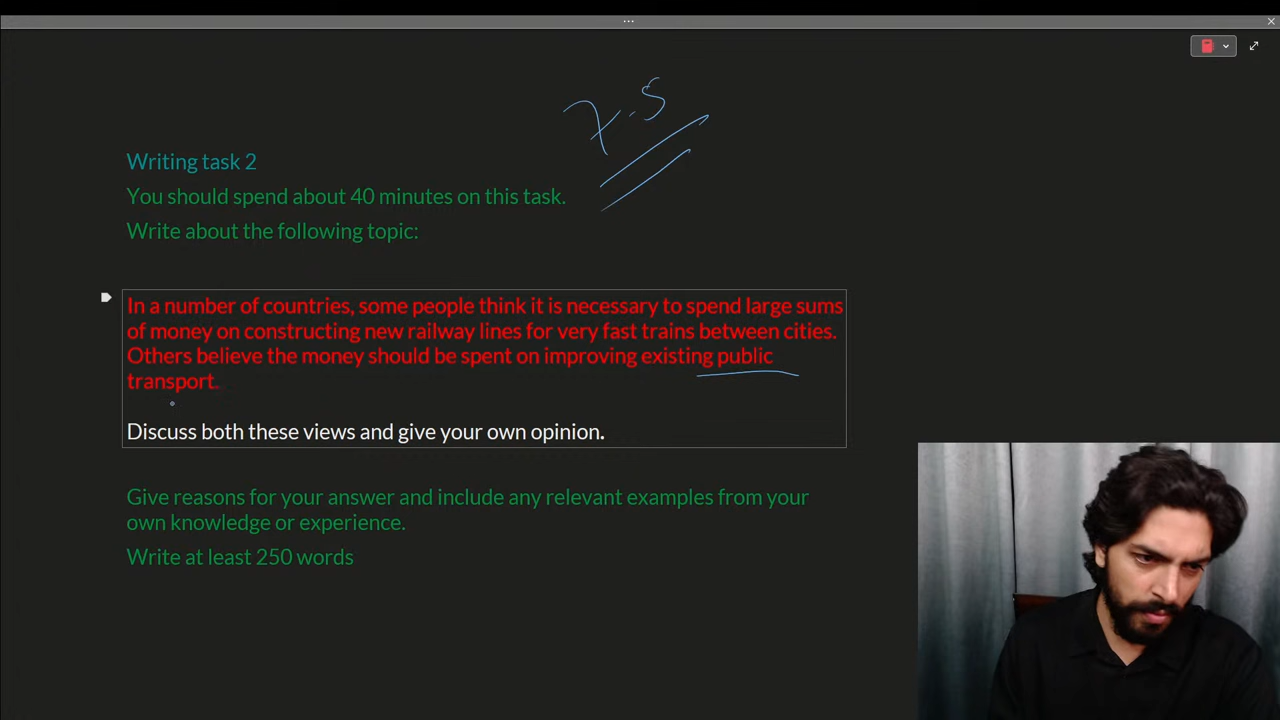 7.5
Writing task 2
You should spend about 40 minutes on this task.
Write about the following topic:
In a number of countries, some people think it is necessary to spend large sums
of money on constructing new railway lines for very fast trains between cities.
Others believe the money should be spent on improving existing public
transport.
Discuss both these views and give your own opinion.
Give reasons for your answer and include any relevant examples from your
own knowledge or experience.
Write at least 250 words